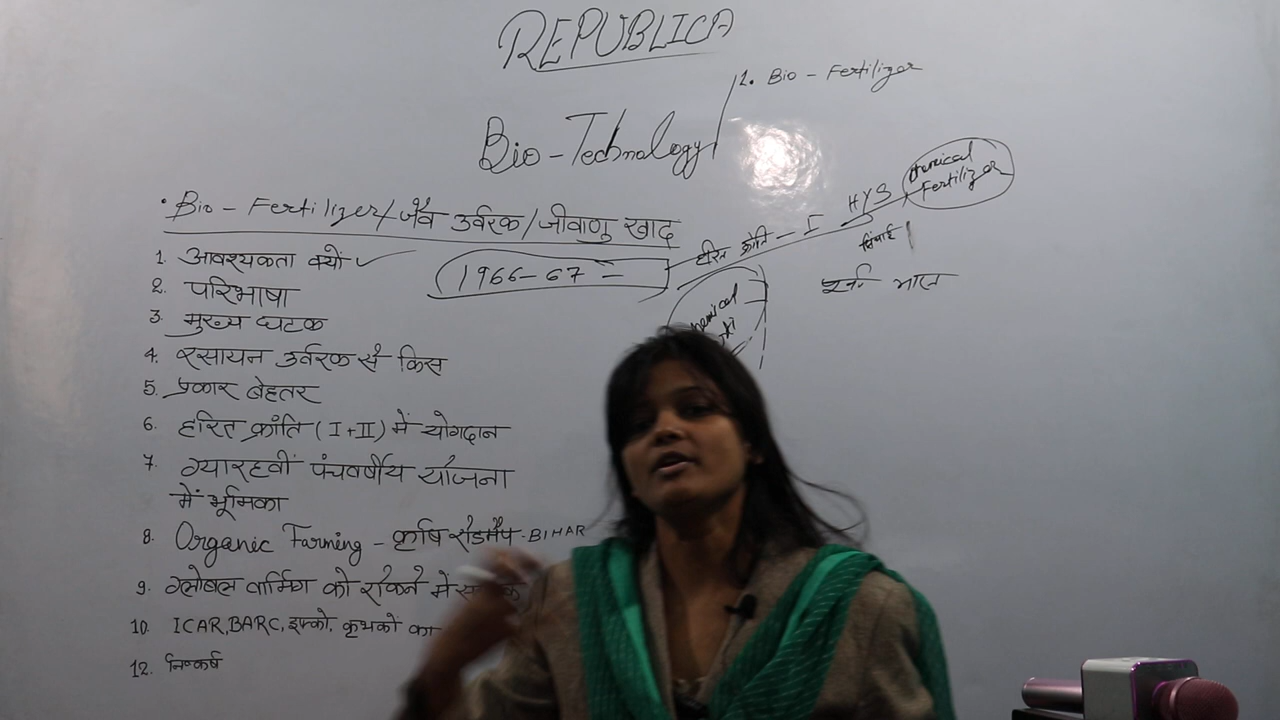 REPUBLICA
1. Bio - Fertilizer
Bio-Technology
Chemical
Fertilizer
HYS
• Bio - Fertilizer/जैव उर्वरक/जीवाणु खाद
हरित क्रांति - I
सिंचाई
1. आवश्यकता क्यों ✓
(1966-67 =
2. परिभाषा
3. मुख्य घटक
4. रसायन उर्वरक से किस
5. प्रकार बेहतर
6. हरित क्रांति (I+II) में योगदान
7. ग्यारहवीं पंचवर्षीय योजना
में भूमिका
8. Organic Farming - कृषि रोडमैप - BIHAR
9. ग्लोबल वार्मिंग को रोकने में
10. ICAR, BARC, इफ्को, कृभको का
12. निष्कर्ष